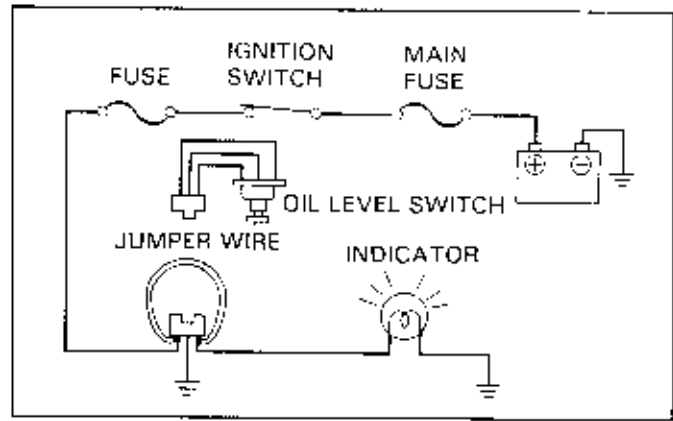 FUSE
IGNITION
SWITCH
MAIN
FUSE
OIL LEVEL SWITCH
JUMPER WIRE
INDICATOR